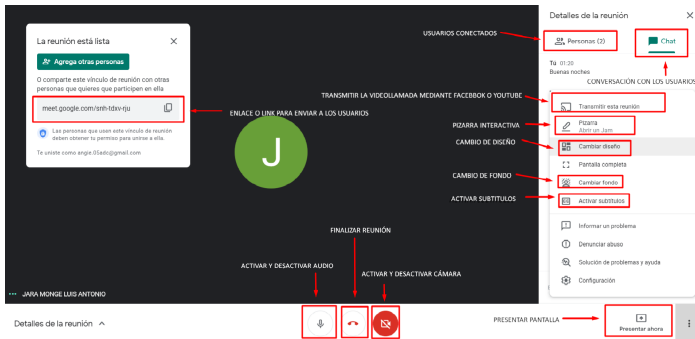 Detalles de la reunión
La reunión está lista
Agrega otras personas
O comparte este vínculo de reunión con otras
personas que quieres que participen en ella
meet.google.com/snh-tdxv-rju
Las personas que usen este vínculo de reunión
deben obtener tu permiso para unirse a ella.
Te uniste como angie.05adc@gmail.com
USUARIOS CONECTADOS
Personas (2)
Chat
Tú 01:20
Buenas noches
CONVERSACIÓN CON LOS USUARIOS
TRANSMITIR LA VIDEOLLAMADA MEDIANTE FACEBOK O YOUTUBE
Transmitir esta reunión
ENLACE O LINK PARA ENVIAR A LOS USUARIOS
PIZARRA INTERACTIVA
Pizarra
Abrir un Jam
CAMBIO DE DISEÑO
Cambiar diseño
Pantalla completa
CAMBIO DE FONDO
Cambiar fondo
ACTIVAR SUBTITULOS
Activar subtítulos
J
Informar un problema
Denunciar abuso
Solución de problemas y ayuda
Configuración
FINALIZAR REUNIÓN
ACTIVAR Y DESACTIVAR AUDIO
ACTIVAR Y DESACTIVAR CÁMARA
JARA MONGE LUIS ANTONIO
Detalles de la reunión
PRESENTAR PANTALLA
Presentar ahora